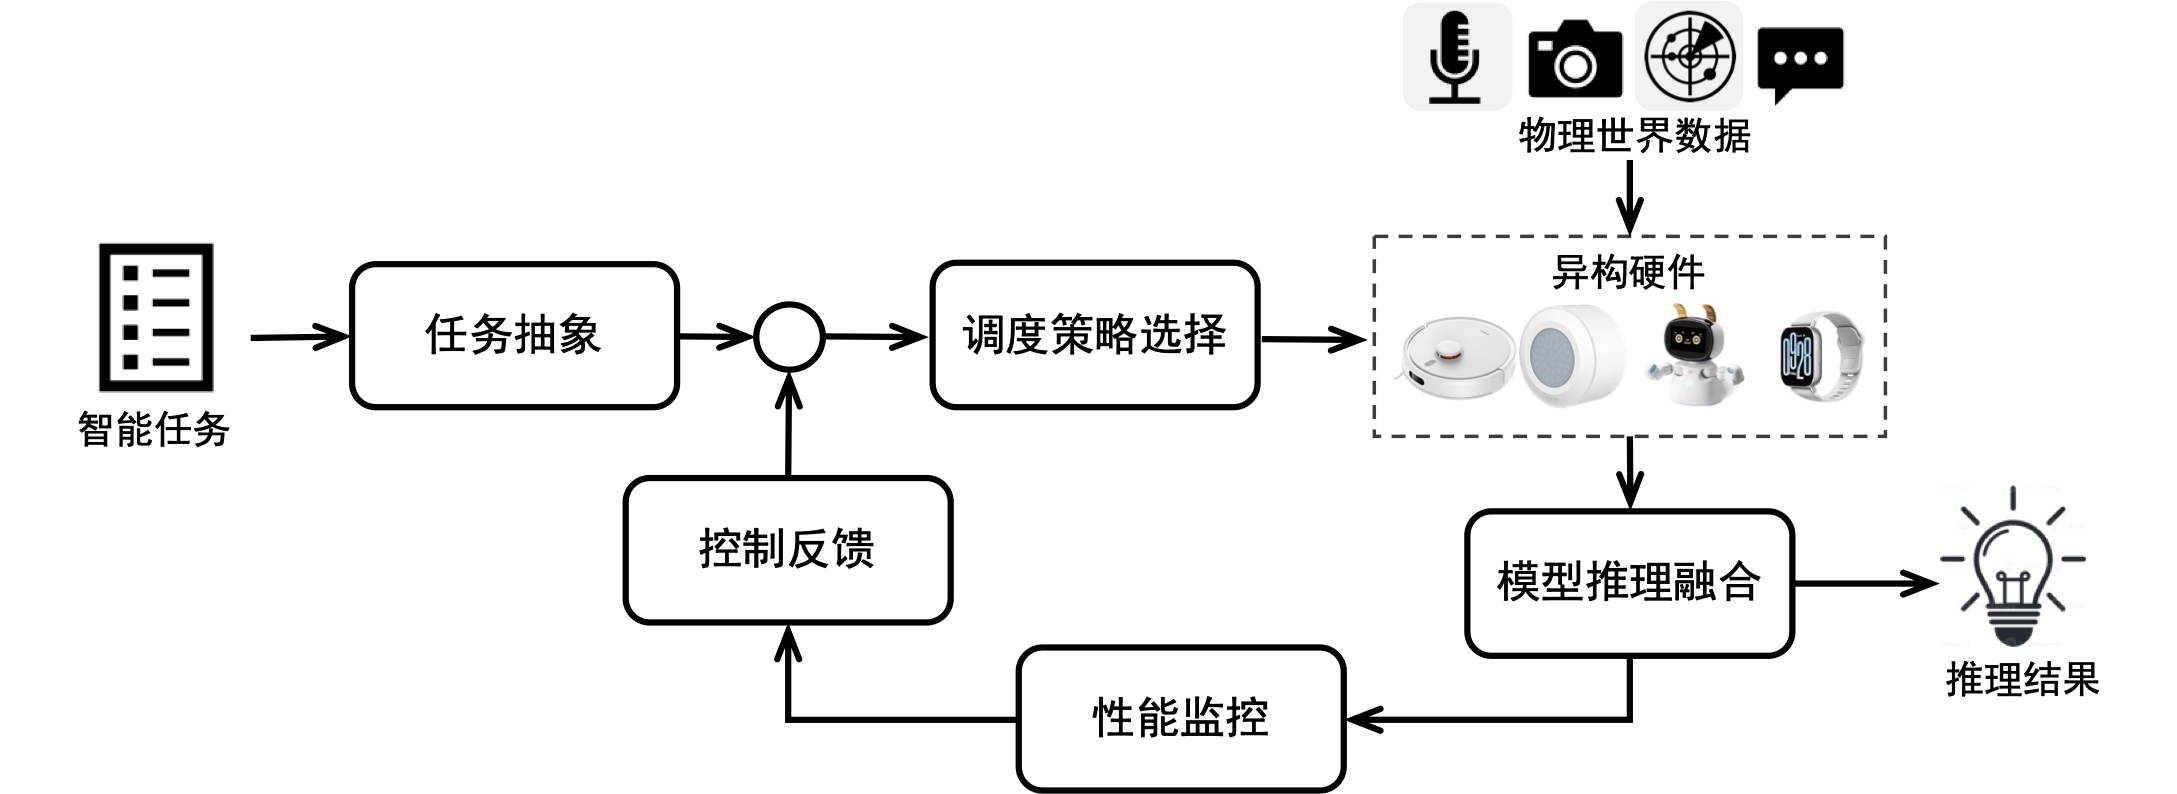 物理世界数据
异构硬件
0928
智能任务
任务抽象
调度策略选择
控制反馈
模型推理融合
推理结果
性能监控